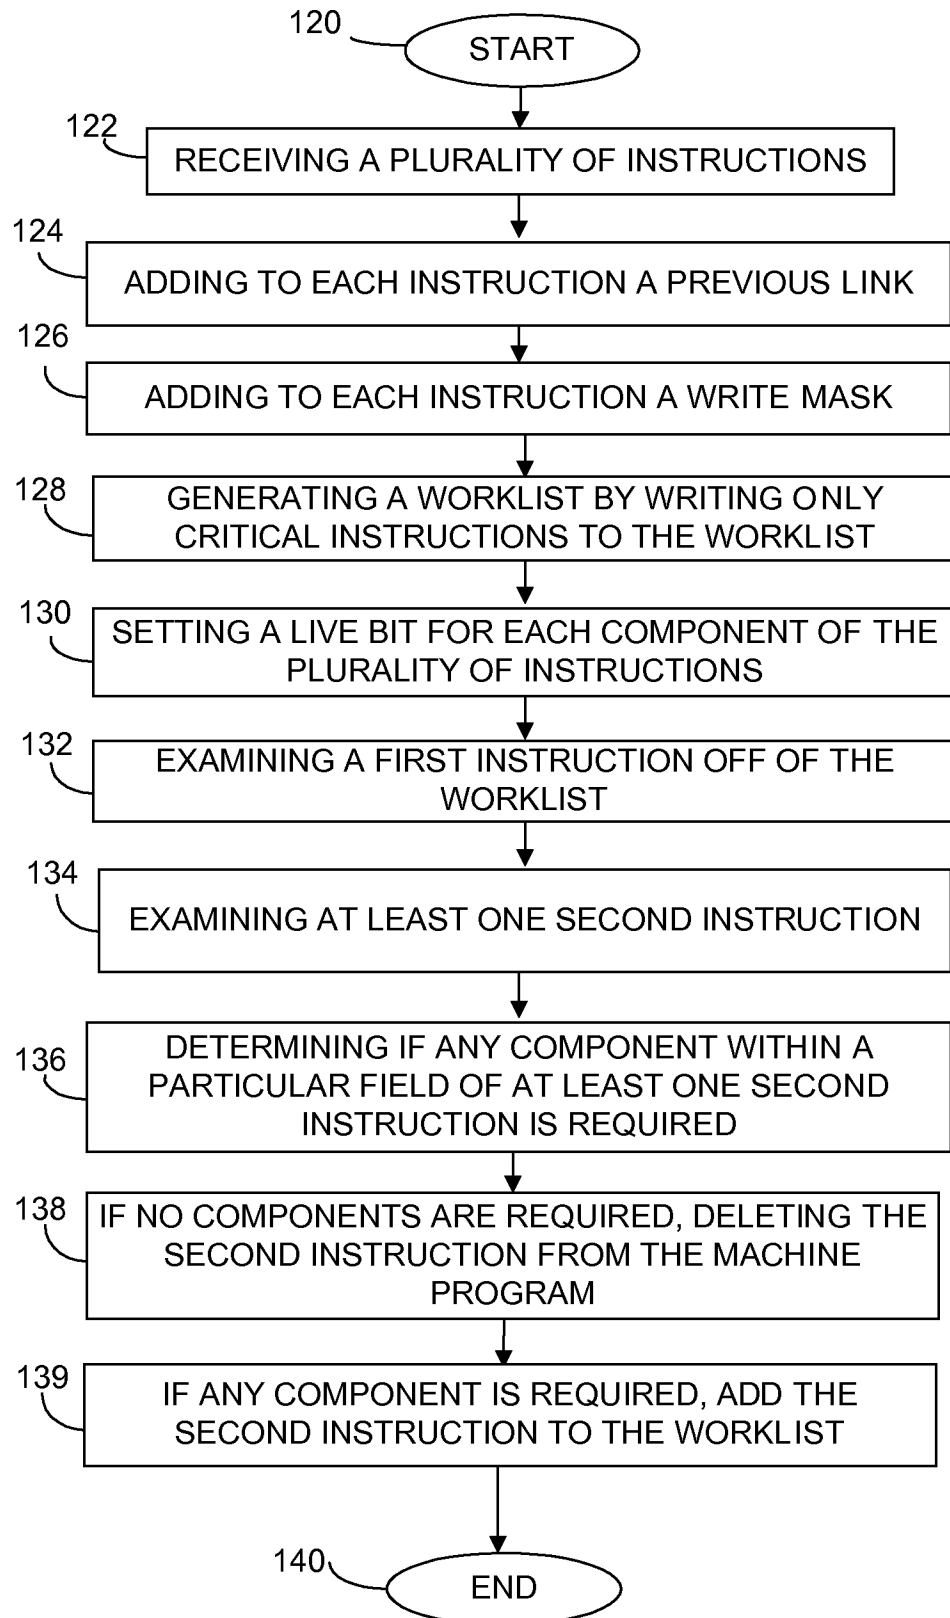 120
START
122
RECEIVING A PLURALITY OF INSTRUCTIONS
124
ADDING TO EACH INSTRUCTION A PREVIOUS LINK
126
ADDING TO EACH INSTRUCTION A WRITE MASK
128
GENERATING A WORKLIST BY WRITING ONLY
CRITICAL INSTRUCTIONS TO THE WORKLIST
130
SETTING A LIVE BIT FOR EACH COMPONENT OF THE
PLURALITY OF INSTRUCTIONS
132
EXAMINING A FIRST INSTRUCTION OFF OF THE
WORKLIST
134
EXAMINING AT LEAST ONE SECOND INSTRUCTION
136
DETERMINING IF ANY COMPONENT WITHIN A
PARTICULAR FIELD OF AT LEAST ONE SECOND
INSTRUCTION IS REQUIRED
138
IF NO COMPONENTS ARE REQUIRED, DELETING THE
SECOND INSTRUCTION FROM THE MACHINE
PROGRAM
139
IF ANY COMPONENT IS REQUIRED, ADD THE
SECOND INSTRUCTION TO THE WORKLIST
140
END